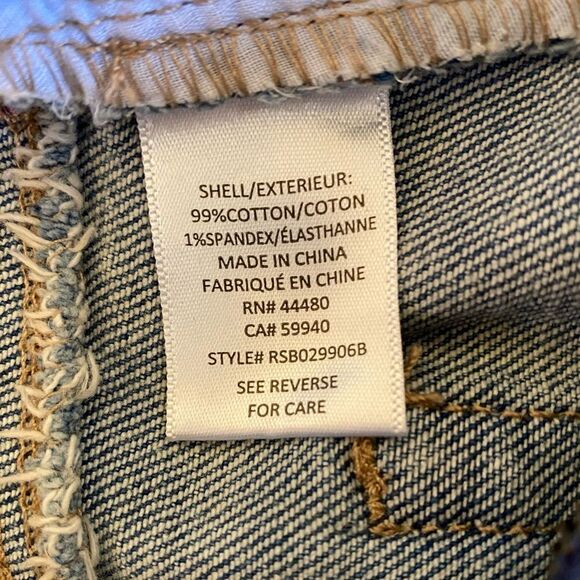 SHELL/EXTERIEUR:
99%COTTON/COTON
1%SPANDEX/ÉLASTHANNE
MADE IN CHINA
FABRIQUÉ EN CHINE
RN# 44480
CA# 59940
STYLE# RSB029906B
SEE REVERSE
FOR CARE